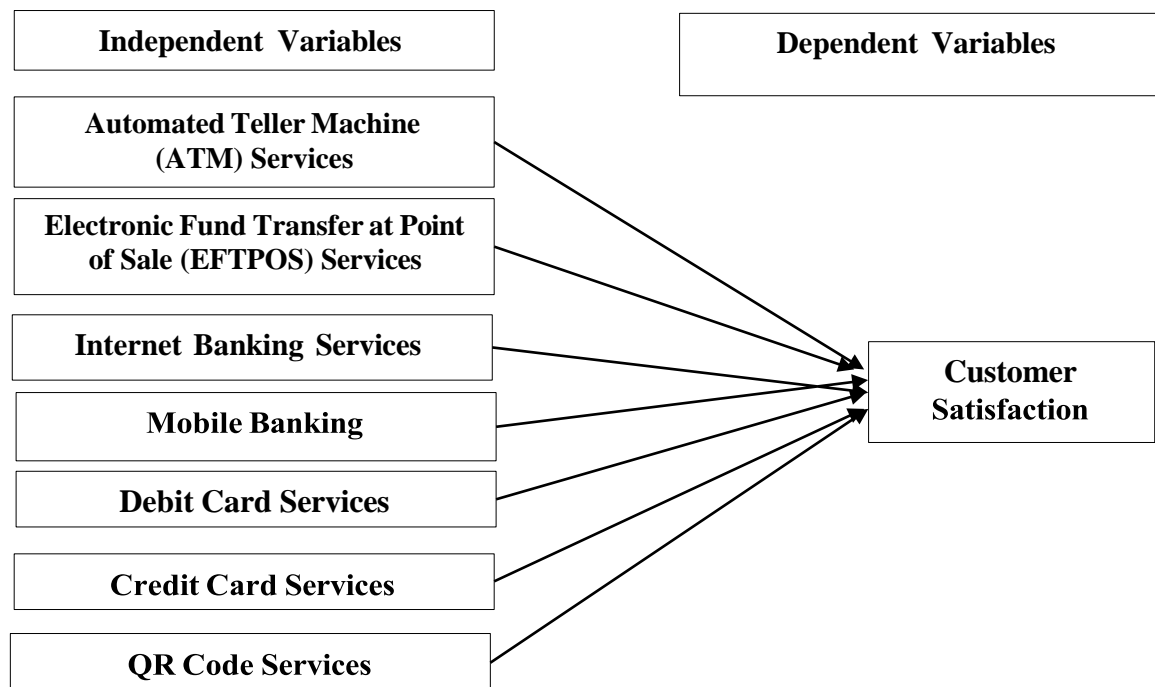 Independent Variables
Dependent Variables
Automated Teller Machine
(ATM) Services
Electronic Fund Transfer at Point
of Sale (EFTPOS) Services
Internet Banking Services
Mobile Banking
Debit Card Services
Credit Card Services
QR Code Services
Customer
Satisfaction